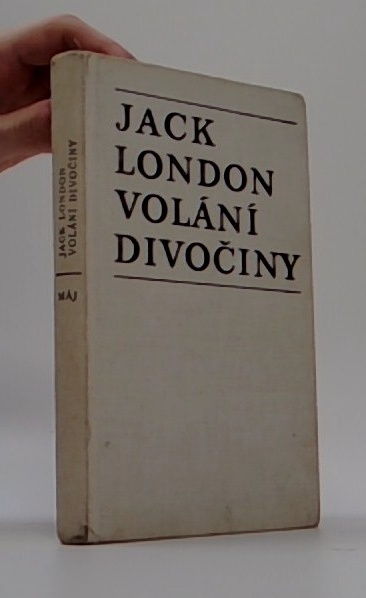 JACK
LONDON
VOLÁNÍ
DIVOČINY
JACK LONDON
VOLÁNÍ DIVOČINY
MÁJ